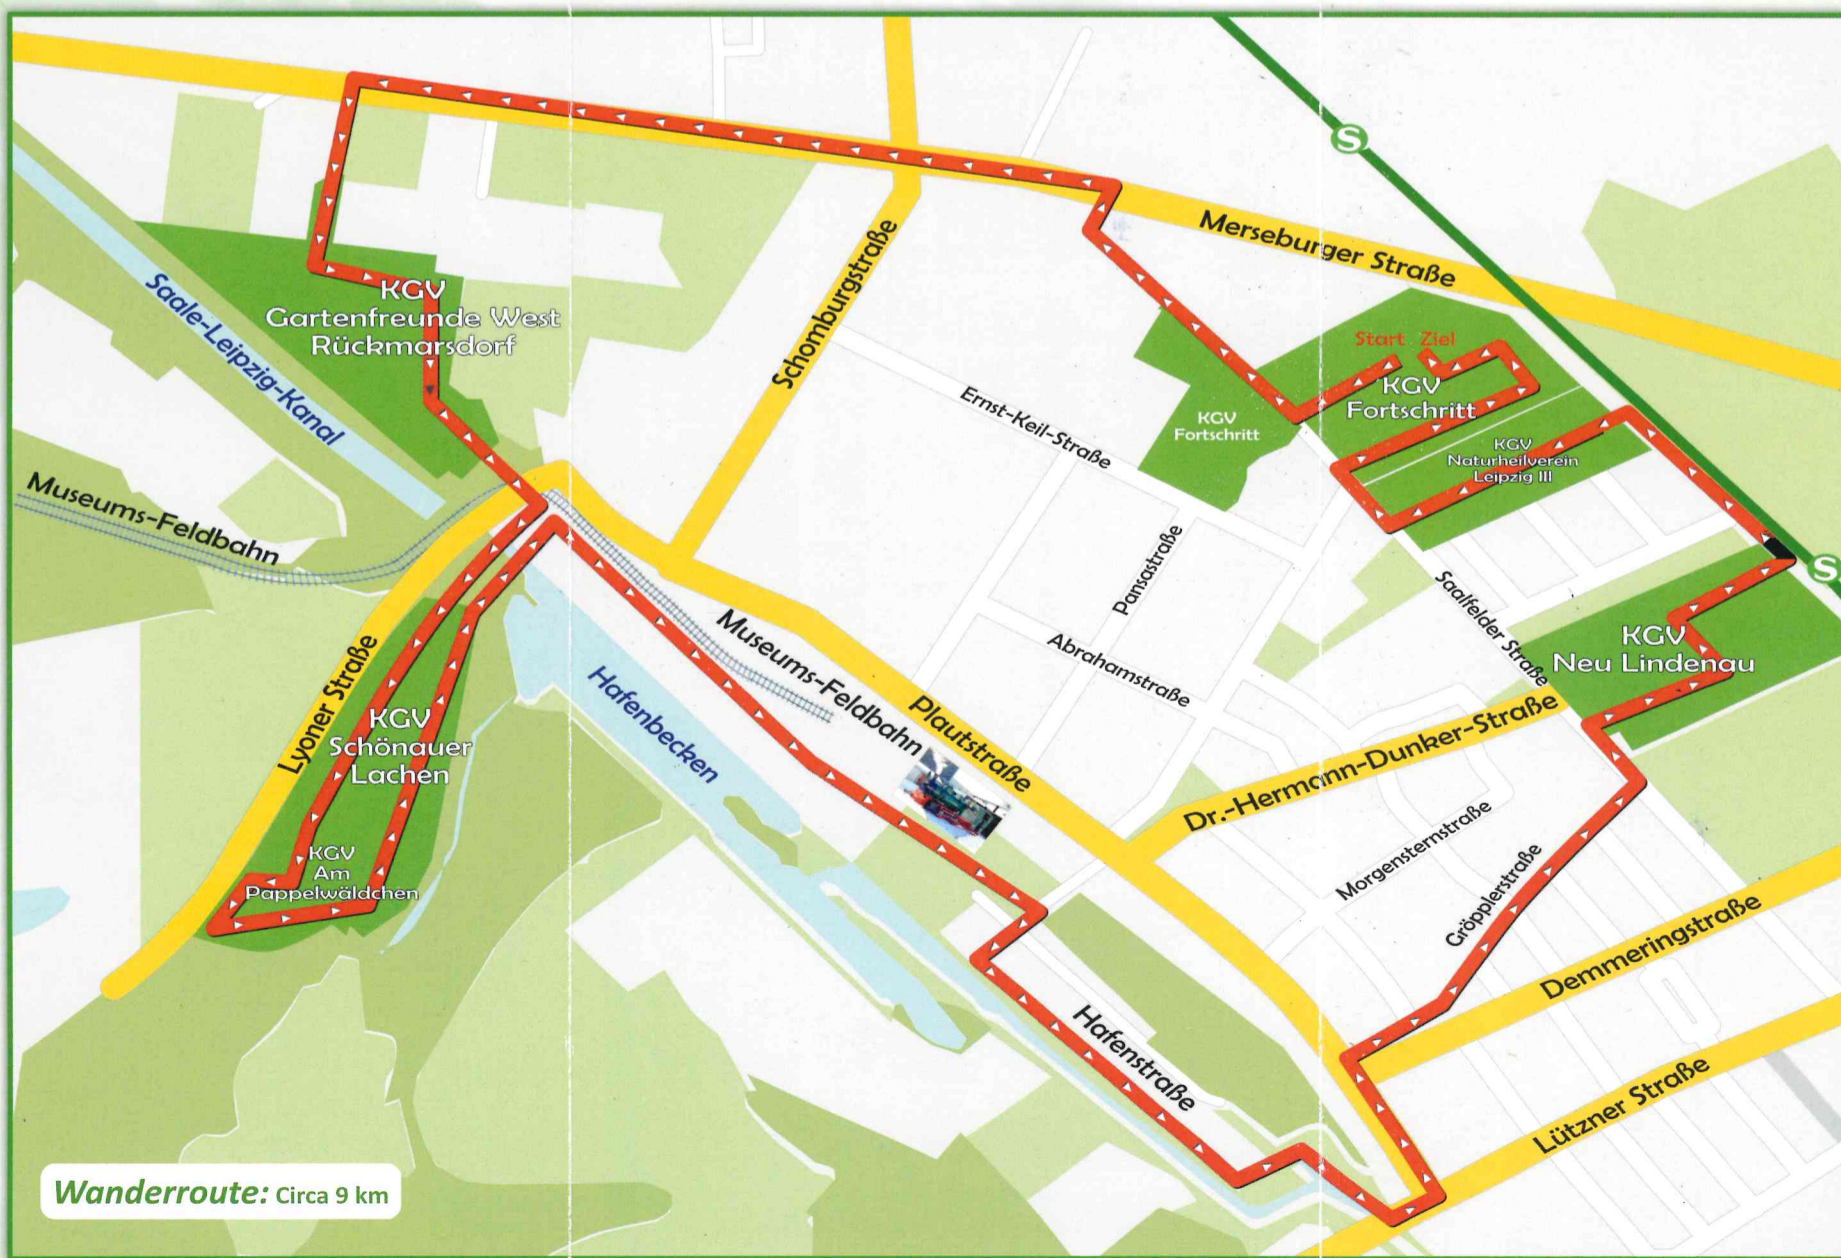 S
Merseburger Straße
Saale-Leipzig-Kanal
KGV
Gartenfreunde West
Rückmarsdorf
Schomburgstraße
Start Ziel
KGV
Fortschritt
KGV
Fortschritt
KGV
Naturheilverein
Leipzig III
Ernst-Keil-Straße
Museums-Feldbahn
Pansastraße
S
Saalfelder Straße
KGV
Neu Lindenau
Abrahamstraße
Lyoner Straße
Museums-Feldbahn
Hafenbecken
Plautstraße
Dr.-Hermann-Dunker-Straße
KGV
Schönauer
Lachen
Morgensternstraße
Gröpplerstraße
KGV
Am
Pappelwäldchen
Demmeringstraße
Hafenstraße
Lützner Straße
Wanderroute: Circa 9 km